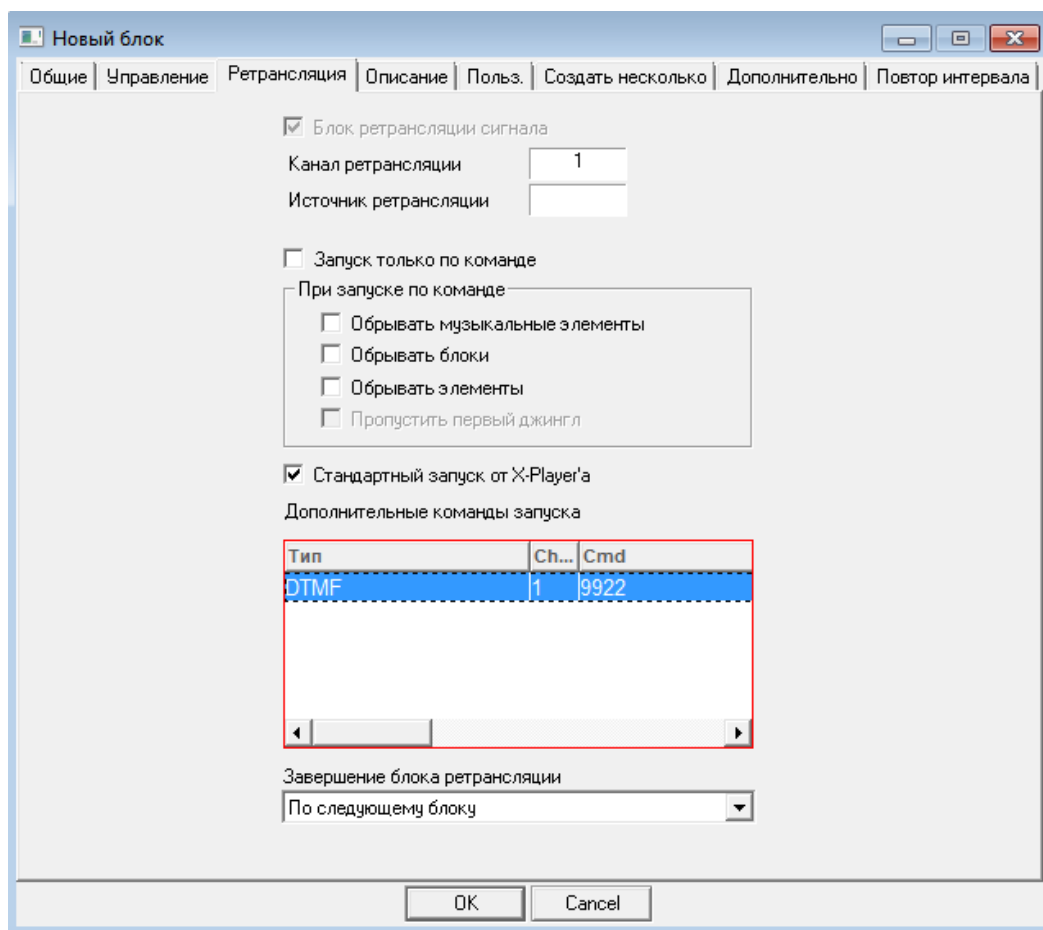 Новый блок
Общие Управление Ретрансляция Описание Польз. Создать несколько Дополнительно Повтор интервала
Блок ретрансляции сигнала
Канал ретрансляции 1
Источник ретрансляции
Запуск только по команде
При запуске по команде
Обрывать музыкальные элементы
Обрывать блоки
Обрывать элементы
Пропустить первый джингл
Стандартный запуск от X-Player'а
Дополнительные команды запуска
Тип Ch... Cmd
DTMF 1 9922
Завершение блока ретрансляции
По следующему блоку
OK Cancel